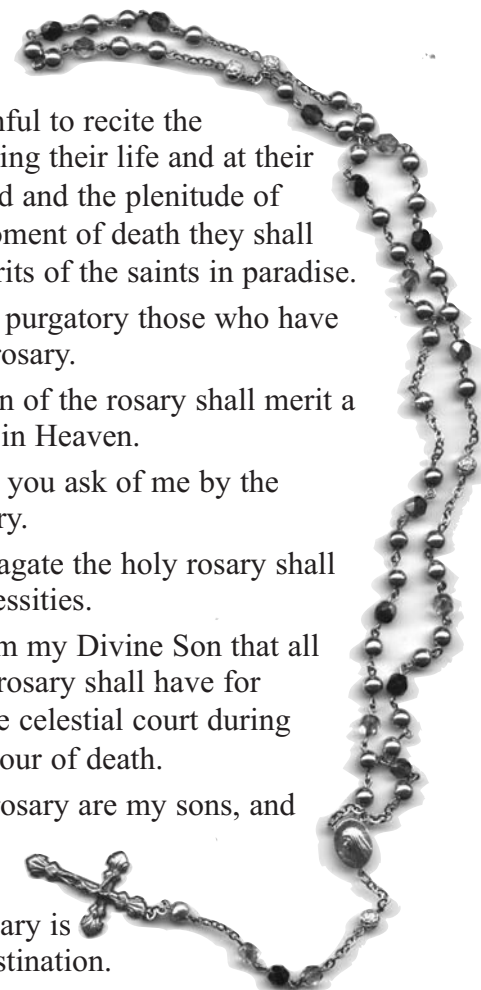 ful to recite the
ing their life and at their
d and the plenitude of
oment of death they shall
rits of the saints in paradise.
purgatory those who have
rosary.
n of the rosary shall merit a
in Heaven.
you ask of me by the
ry.
agate the holy rosary shall
essities.
m my Divine Son that all
rosary shall have for
e celestial court during
our of death.
rosary are my sons, and
ary is
stination.